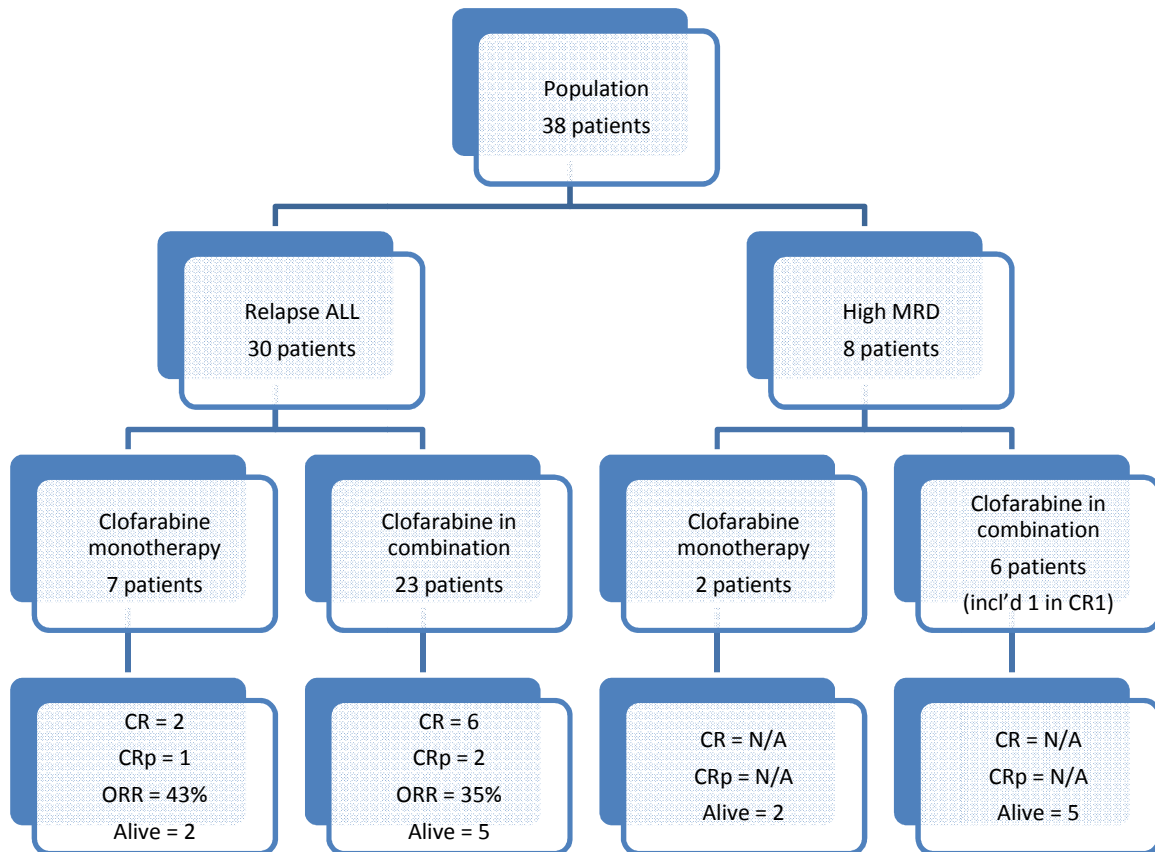 Population
38 patients
Relapse ALL
30 patients
High MRD
8 patients
Clofarabine
monotherapy
7 patients
Clofarabine in
combination
23 patients
Clofarabine
monotherapy
2 patients
Clofarabine in
combination
6 patients
(incl’d 1 in CR1)
CR = 2
CRp = 1
ORR = 43%
Alive = 2
CR = 6
CRp = 2
ORR = 35%
Alive = 5
CR = N/A
CRp = N/A
Alive = 2
CR = N/A
CRp = N/A
Alive = 5